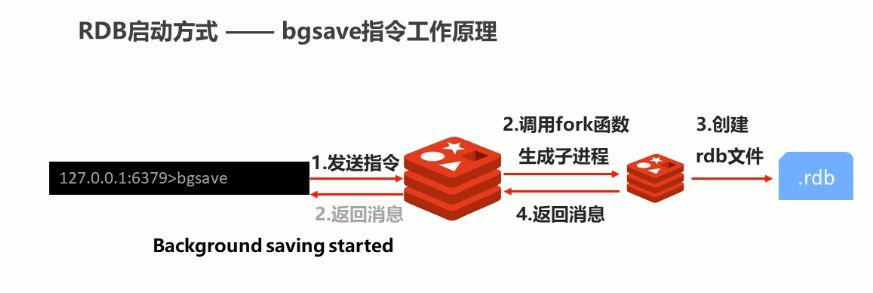 RDB启动方式 —— bgsave指令工作原理
127.0.0.1:6379>bgsave
1.发送指令
2.返回消息
Background saving started
2.调用fork函数
生成子进程
4.返回消息
3.创建
rdb文件
.rdb